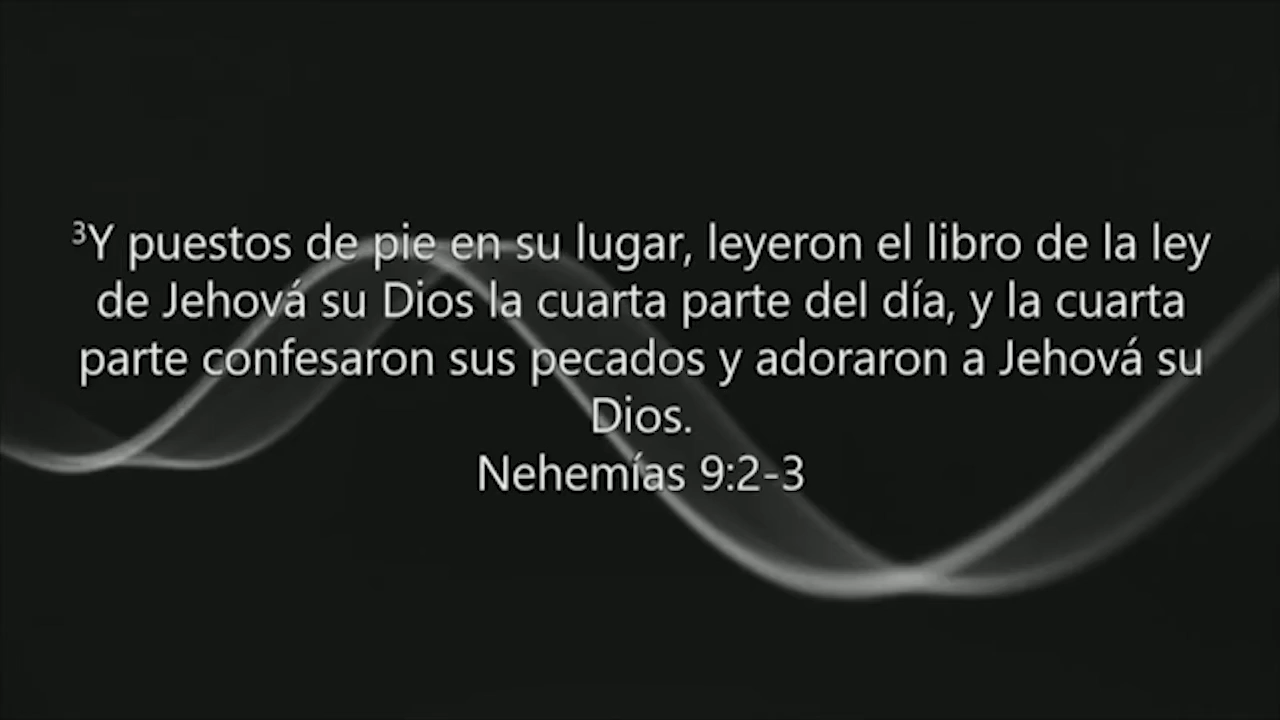 ³Y puestos de pie en su lugar, leyeron el libro de la ley
de Jehová su Dios la cuarta parte del día, y la cuarta
parte confesaron sus pecados y adoraron a Jehová su
Dios.
Nehemías 9:2-3